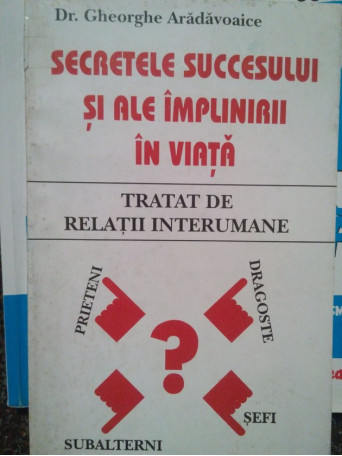 Dr. Gheorghe Arădăvoaice
SECRETELE SUCCESULUI
ȘI ALE ÎMPLINIRII
ÎN VIAȚĂ
TRATAT DE
RELAȚII INTERUMANE
PRIETENI
DRAGOSTE
?
SUBALTERNI
ȘEFI